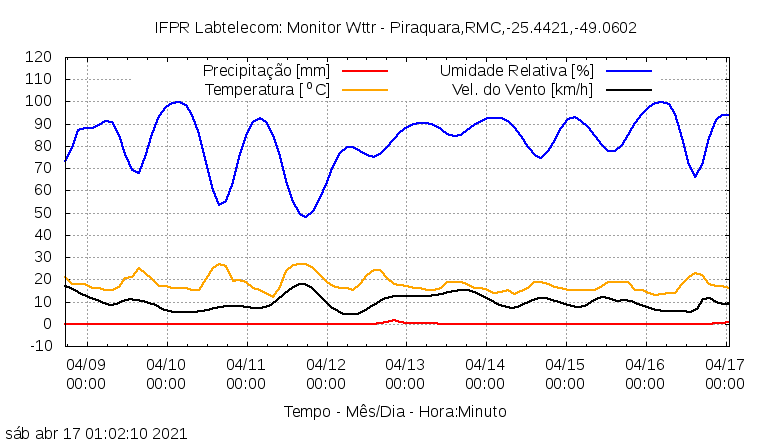 IFPR Labtelecom: Monitor Wttr - Piraquara,RMC,-25.4421,-49.0602
120
110
100
90
80
70
60
50
40
30
20
10
0
-10
Precipitação [mm]
Temperatura [⁰C]
Umidade Relativa [%]
Vel. do Vento [km/h]
04/09 04/10 04/11 04/12 04/13 04/14 04/15 04/16 04/17
00:00 00:00 00:00 00:00 00:00 00:00 00:00 00:00 00:00
Tempo - Mês/Dia - Hora:Minuto
sáb abr 17 01:02:10 2021